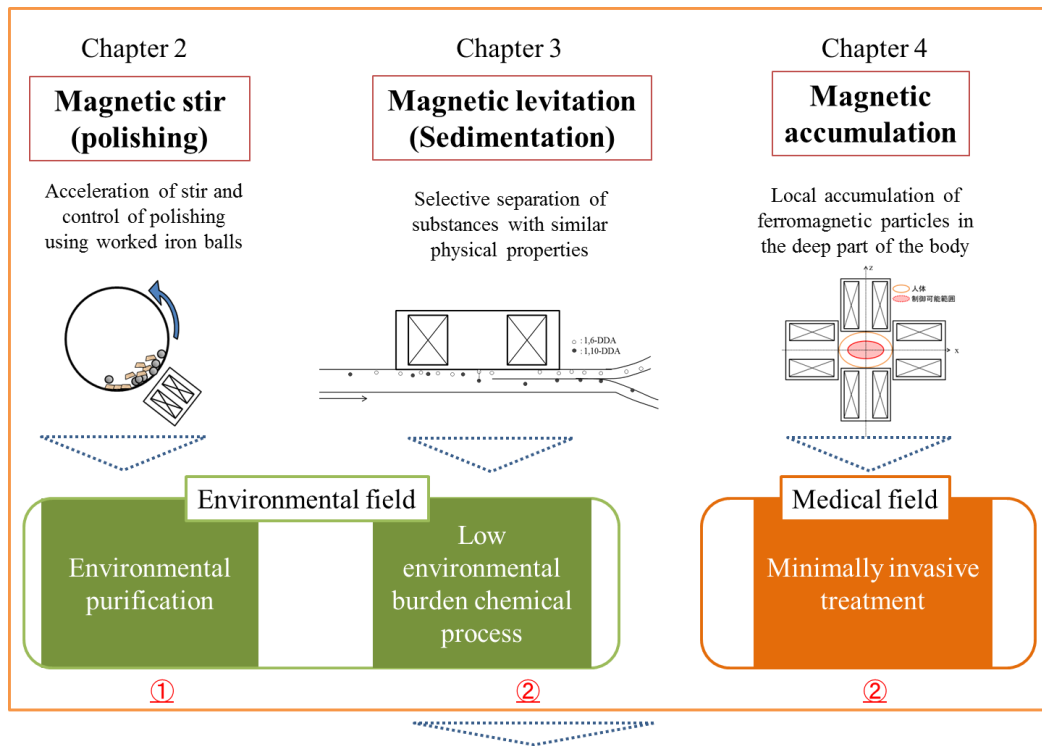 Chapter 2
Magnetic stir
(polishing)
Acceleration of stir and
control of polishing
using worked iron balls
Chapter 3
Magnetic levitation
(Sedimentation)
Selective separation of
substances with similar
physical properties
: 1,6-DDA
: 1,10-DDA
Chapter 4
Magnetic
accumulation
Local accumulation of
ferromagnetic particles in
the deep part of the body
z
人体
制御可能範囲
x
Environmental field
Environmental
purification
Low
environmental
burden chemical
process
Medical field
Minimally invasive
treatment
①
②
②